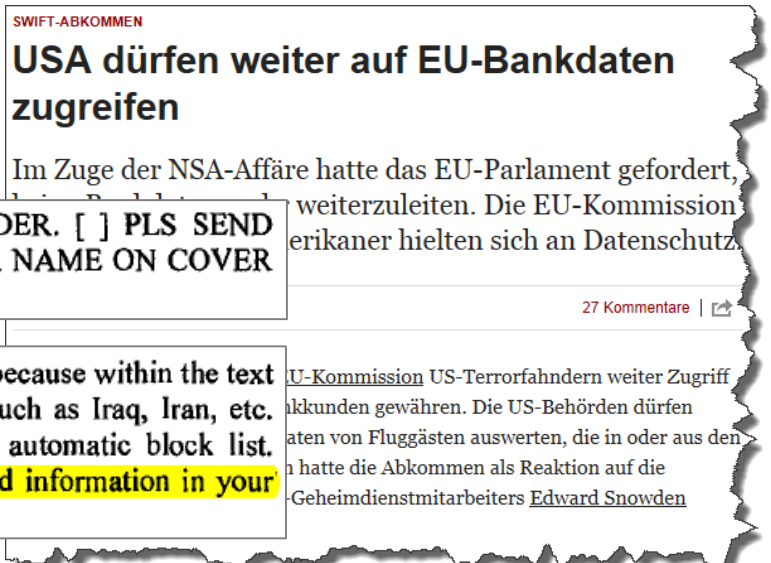 SWIFT-ABKOMMEN
USA dürfen weiter auf EU-Bankdaten
zugreifen
Im Zuge der NSA-Affäre hatte das EU-Parlament gefordert,
weiterzuleiten. Die EU-Kommission
erikaner hielten sich an Datenschutz.
DER. [ ] PLS SEND
NAME ON COVER
27 Kommentare
U-Kommission US-Terrorfahndern weiter Zugriff
kkunden gewähren. Die US-Behörden dürfen
aten von Fluggästen auswerten, die in oder aus den
hatte die Abkommen als Reaktion auf die
-Geheimdienstmitarbeiters Edward Snowden
because within the text
uch as Iraq, Iran, etc.
automatic block list.
d information in your